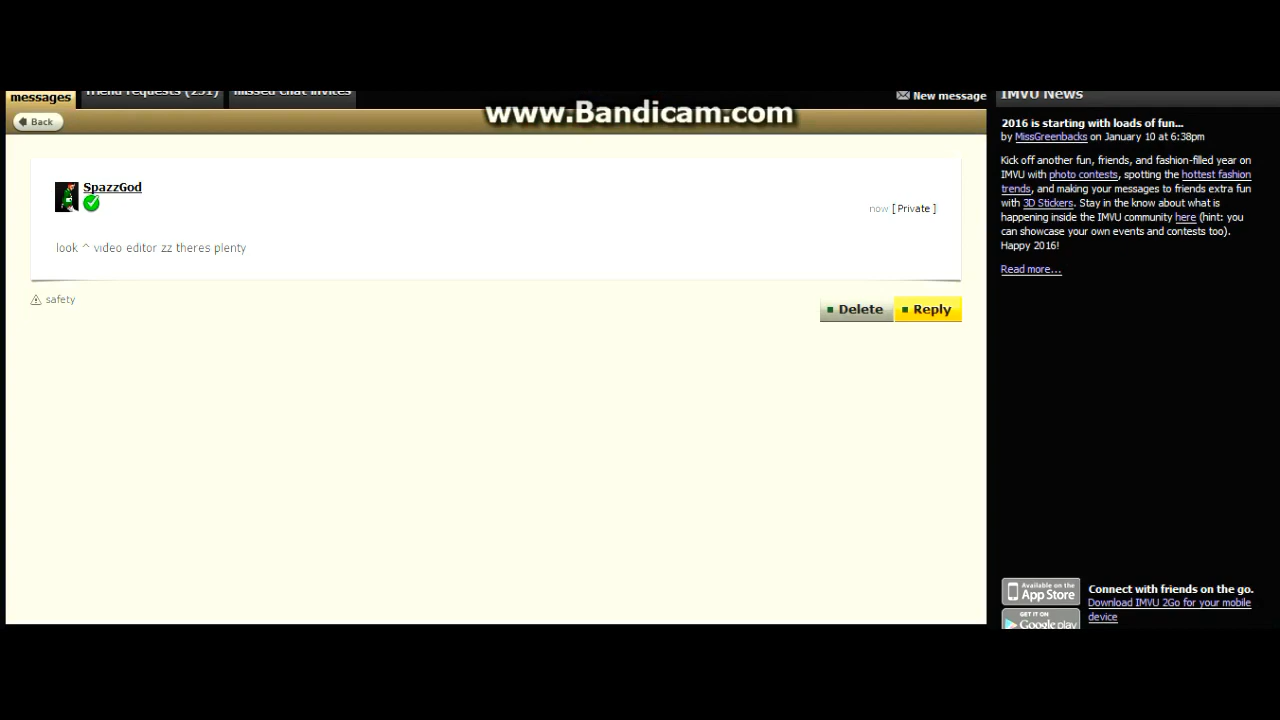 messages
friend requests (251)
missed chat invites
New message
www.Bandicam.com
Back
SpazzGod
now [ Private ]
look ^ video editor zz theres plenty
safety
Delete
Reply
IMVU News
2016 is starting with loads of fun...
by MissGreenbacks on January 10 at 6:38pm
Kick off another fun, friends, and fashion-filled year on
IMVU with photo contests, spotting the hottest fashion
trends, and making your messages to friends extra fun
with 3D Stickers. Stay in the know about what is
happening inside the IMVU community here (hint: you
can showcase your own events and contests too).
Happy 2016!
Read more...
Available on the
App Store
Connect with friends on the go.
Download IMVU 2Go for your mobile
device
GET IT ON
Google play